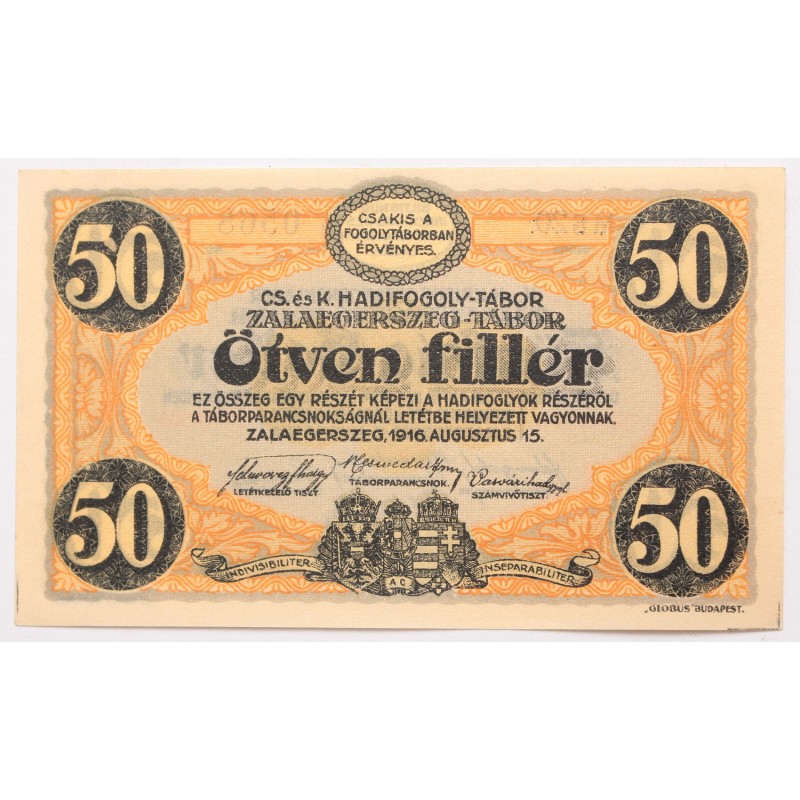 CSAKIS A
FOGOLYTÁBORBAN
ÉRVÉNYES.
50 50
CS. és K. HADIFOGOLY-TÁBOR
ZALAEGERSZEG-TÁBOR
Ötven fillér
EZ ÖSSZEG EGY RÉSZÉT KÉPEZI A HADIFOGLYOK RÉSZÉRŐL
A TÁBORPARANCSNOKSÁGNÁL LETÉTBE HELYEZETT VAGYONNAK.
ZALAEGERSZEG, 1916. AUGUSZTUS 15.
LETÉTKEZELŐ TISZT TÁBORPARANCSNOK. SZÁMVIVŐTISZT
50 50
INDIVISIBILITER AC INSEPARABILITER
„GLOBUS" BUDAPEST.